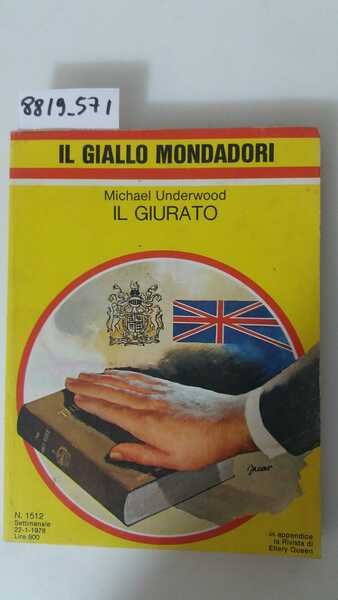 8819_571
IL GIALLO MONDADORI
Michael Underwood
IL GIURATO
N. 1512
Settimanale
22-1-1978
Lire 800
in appendice
la Rivista di
Ellery Queen